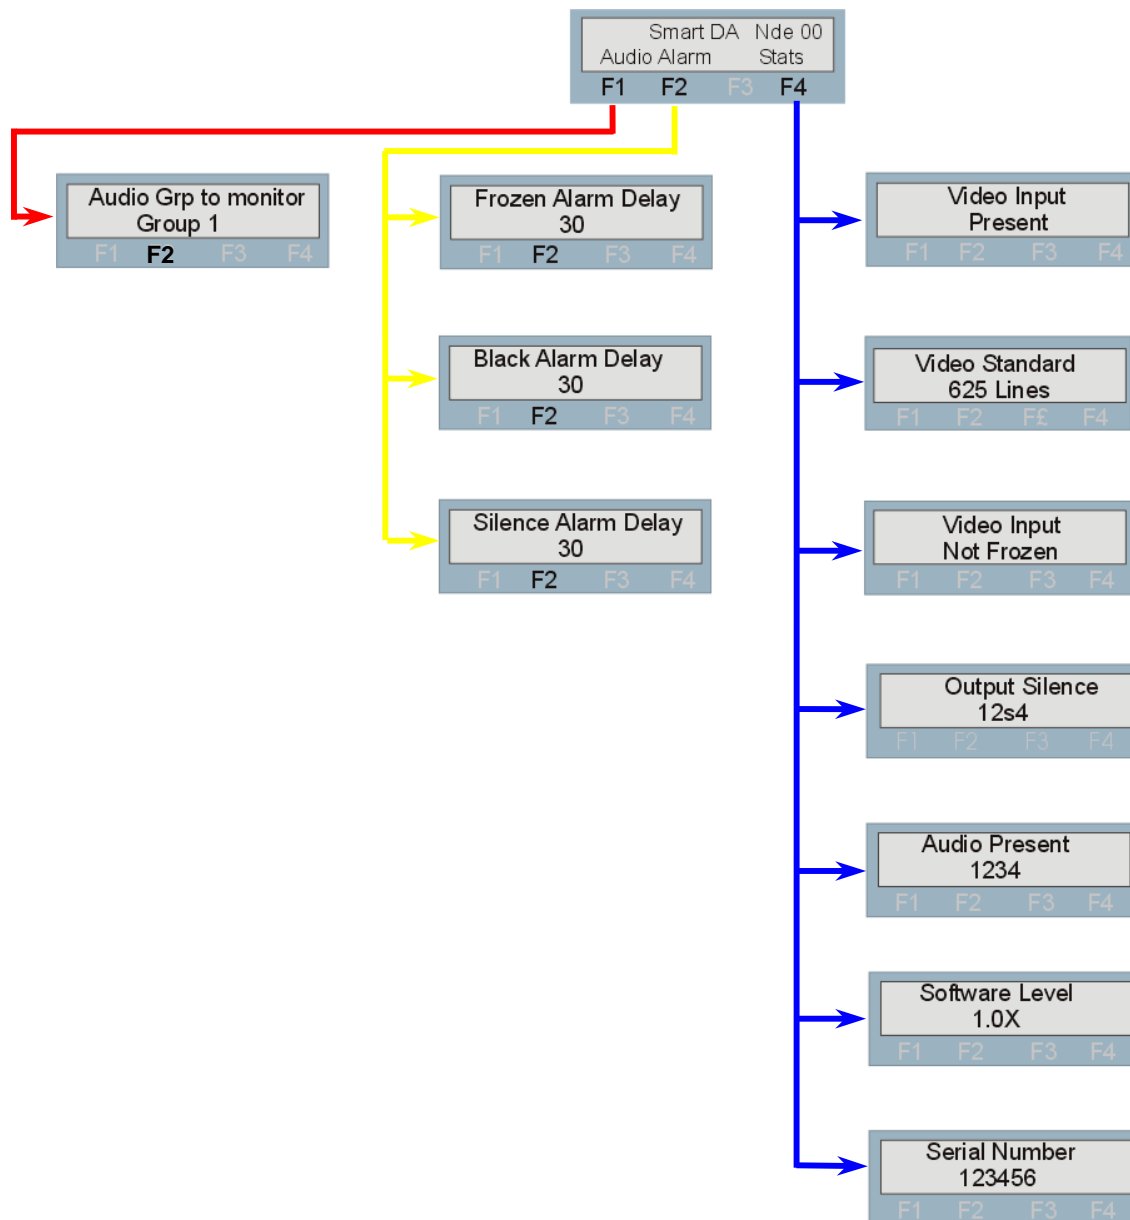 Smart DA Nde 00
Audio Alarm Stats
F1 F2 F3 F4
Audio Grp to monitor
Group 1
F1 F2 F3 F4
Frozen Alarm Delay
30
F1 F2 F3 F4
Black Alarm Delay
30
F1 F2 F3 F4
Silence Alarm Delay
30
F1 F2 F3 F4
Video Input
Present
F1 F2 F3 F4
Video Standard
625 Lines
F1 F2 F£ F4
Video Input
Not Frozen
F1 F2 F3 F4
Output Silence
12s4
F1 F2 F3 F4
Audio Present
1234
F1 F2 F3 F4
Software Level
1.0X
F1 F2 F3 F4
Serial Number
123456
F1 F2 F3 F4